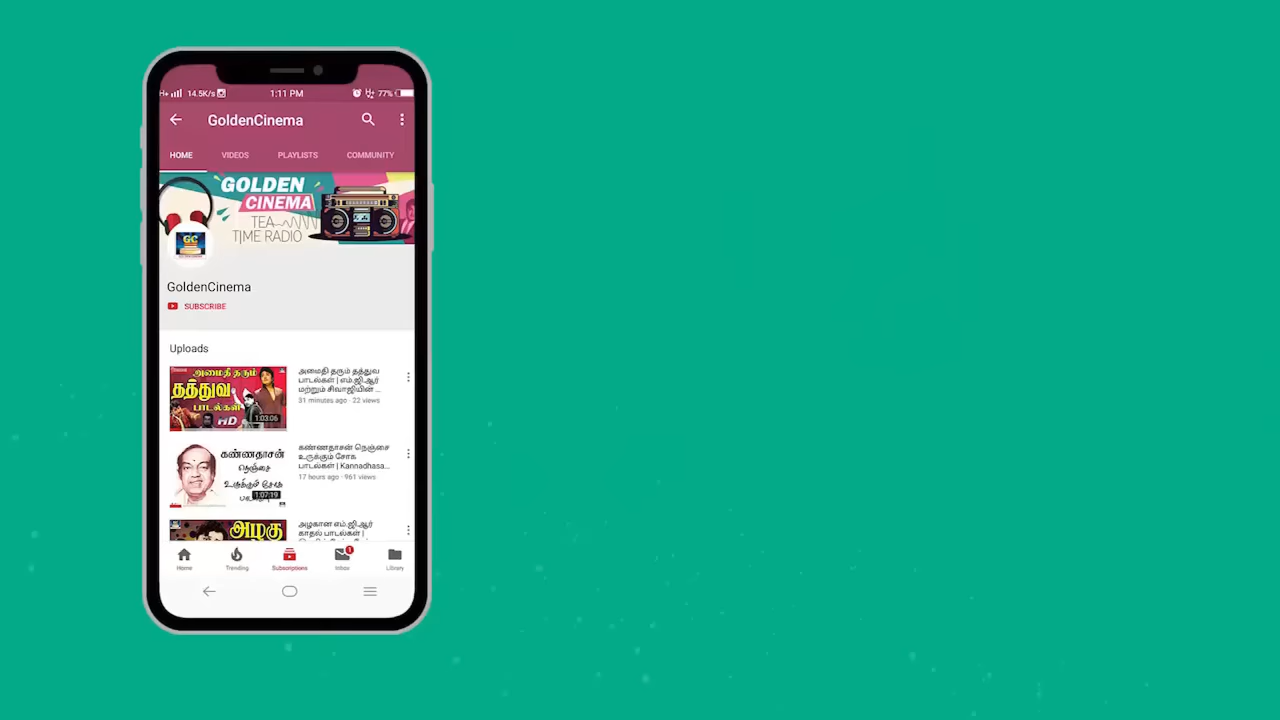 H+ 14.5K/s 1:11 PM 77%
GoldenCinema
HOME VIDEOS PLAYLISTS COMMUNITY
GOLDEN
CINEMA
TEA
TIME RADIO
GC
GoldenCinema
SUBSCRIBE
Uploads
அமைதி தரும்
தத்துவ
பாடல்கள்
HD
1:03:06
அமைதி தரும் தத்துவ
பாடல்கள் | எம்.ஜி.ஆர்
மற்றும் சிவாஜியின் ...
31 minutes ago · 22 views
கண்ணதாசன்
நெஞ்சை
உருக்கும் சோக
1:07:19
கண்ணதாசன் நெஞ்சை
உருக்கும் சோக
பாடல்கள் | Kannadhasa...
17 hours ago · 961 views
அழகு
அழகான எம்.ஜி.ஆர்
காதல் பாடல்கள் |
Home Trending Subscriptions Inbox 1 Library